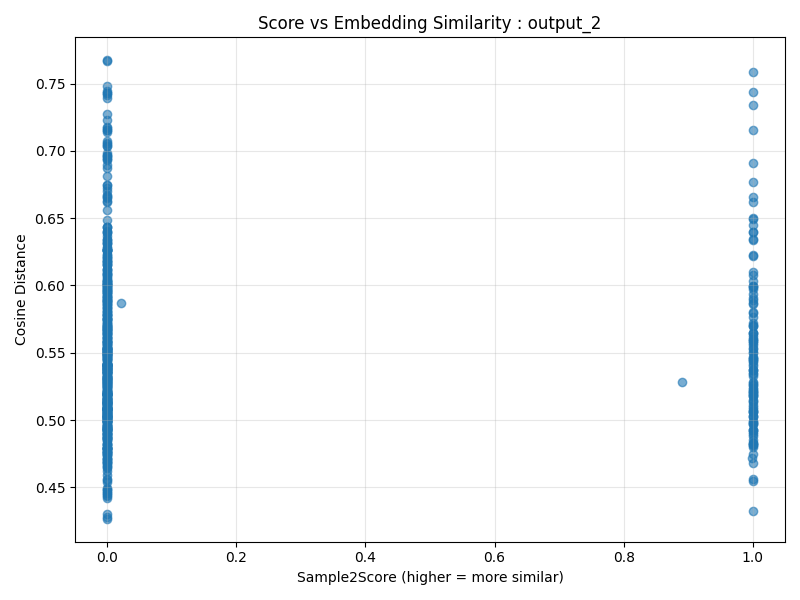 Score vs Embedding Similarity : output_2
Cosine Distance
0.75
0.70
0.65
0.60
0.55
0.50
0.45
0.0 0.2 0.4 0.6 0.8 1.0
Sample2Score (higher = more similar)